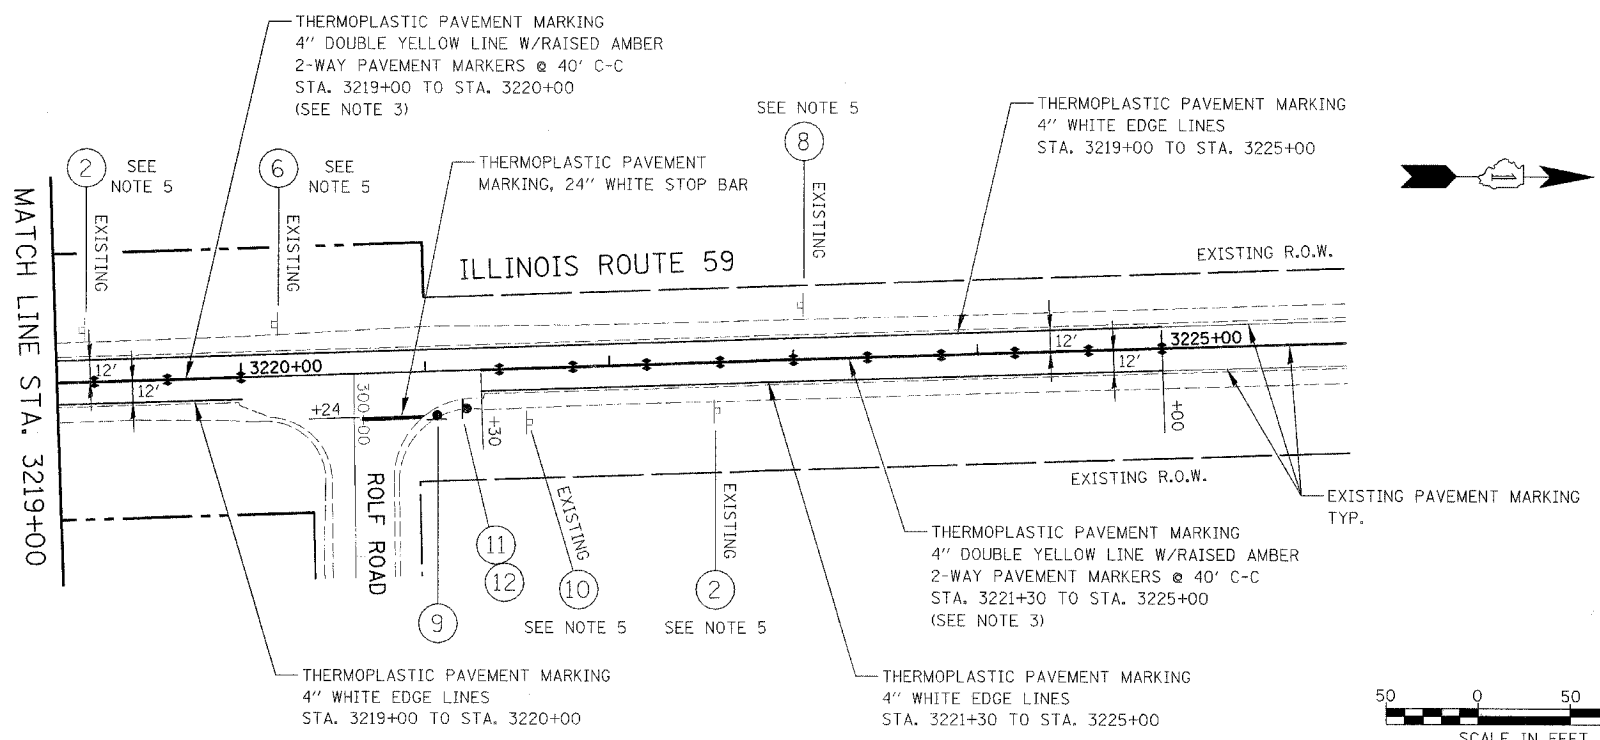 THERMOPLASTIC PAVEMENT MARKING
4" DOUBLE YELLOW LINE W/RAISED AMBER
2-WAY PAVEMENT MARKERS @ 40' C-C
STA. 3219+00 TO STA. 3220+00
(SEE NOTE 3)
2
SEE
NOTE 5
EXISTING
6
SEE
NOTE 5
EXISTING
THERMOPLASTIC PAVEMENT
MARKING, 24" WHITE STOP BAR
SEE NOTE 5
8
EXISTING
THERMOPLASTIC PAVEMENT MARKING
4" WHITE EDGE LINES
STA. 3219+00 TO STA. 3225+00
MATCH LINE STA. 3219+00
ILLINOIS ROUTE 59
EXISTING R.O.W.
12'
12'
3220+00
12'
12'
3225+00
+24
300+00
+30
+00
ROLF ROAD
EXISTING R.O.W.
EXISTING PAVEMENT MARKING
TYP.
11
12
9
EXISTING
10
SEE NOTE 5
EXISTING
2
SEE NOTE 5
THERMOPLASTIC PAVEMENT MARKING
4" DOUBLE YELLOW LINE W/RAISED AMBER
2-WAY PAVEMENT MARKERS @ 40' C-C
STA. 3221+30 TO STA. 3225+00
(SEE NOTE 3)
THERMOPLASTIC PAVEMENT MARKING
4" WHITE EDGE LINES
STA. 3219+00 TO STA. 3220+00
THERMOPLASTIC PAVEMENT MARKING
4" WHITE EDGE LINES
STA. 3221+30 TO STA. 3225+00
50 0 50
SCALE IN FEET